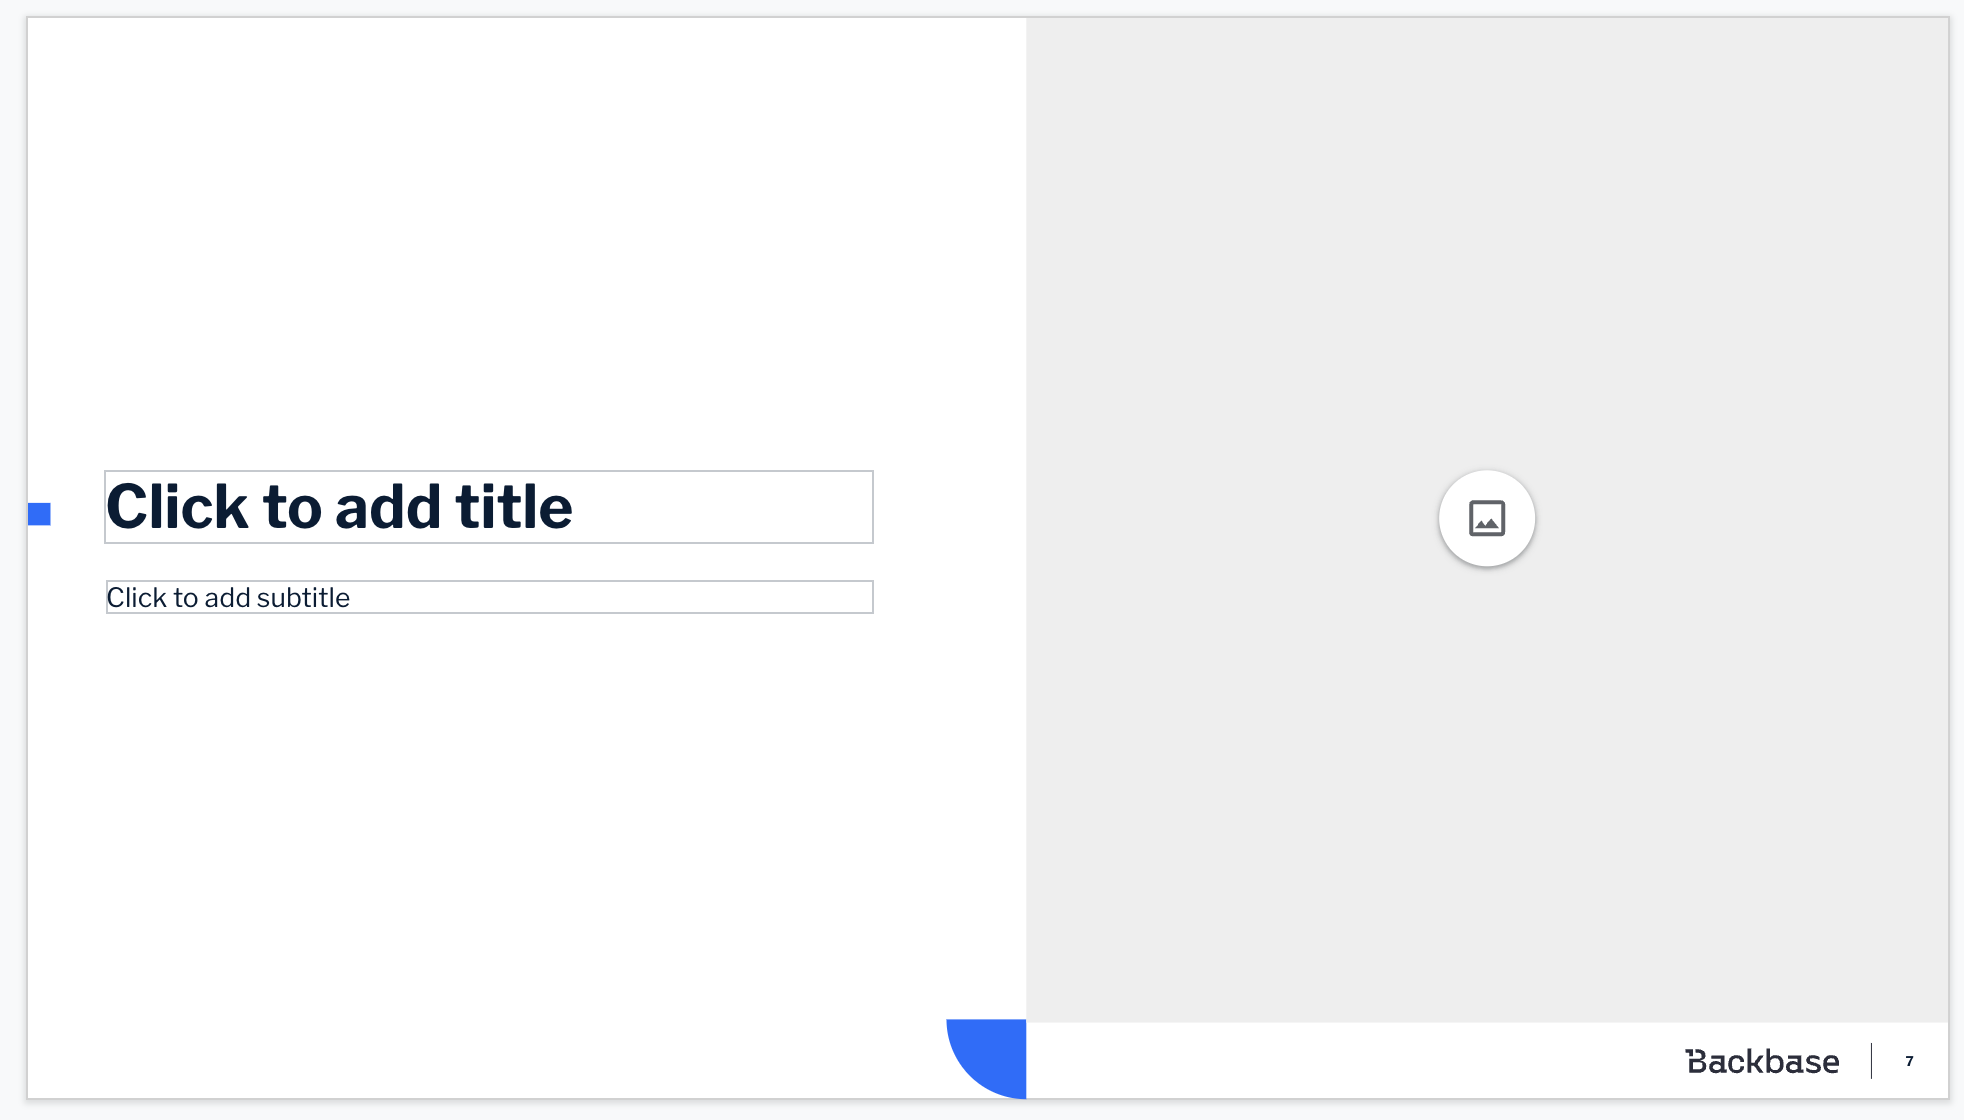 Click to add title
Click to add subtitle
Backbase
7